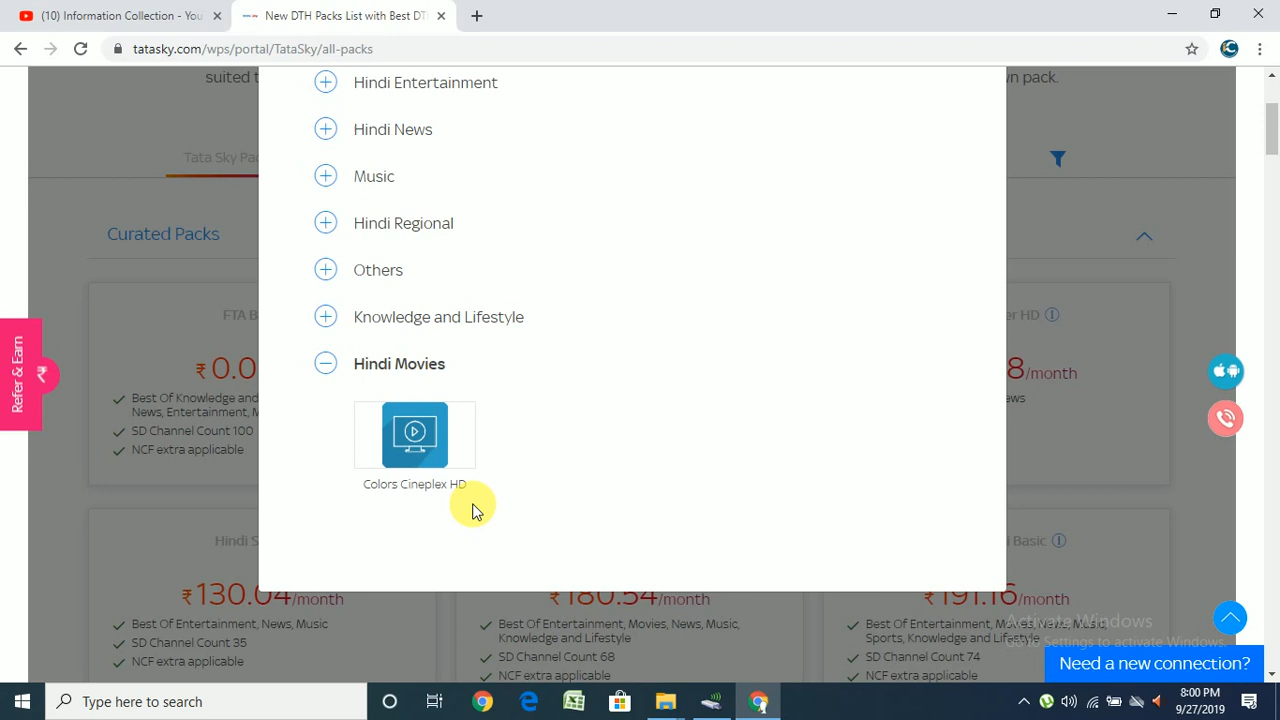 (10) Information Collection - You
New DTH Packs List with Best DT
tatasky.com/wps/portal/TataSky/all-packs
suited t
wn pack.
Hindi Entertainment
Hindi News
Tata Sky Pac
Music
Hindi Regional
Curated Packs
Others
FTA B
er HD
Knowledge and Lifestyle
Refer & Earn
₹
₹ 0.0
8/month
Hindi Movies
Best Of Knowledge and
News, Entertainment, M
ews
SD Channel Count 100
NCF extra applicable
Colors Cineplex HD
Hindi S
i Basic
₹130.04/month
₹180.54/month
₹191.16/month
Best Of Entertainment, News, Music
SD Channel Count 35
NCF extra applicable
Best Of Entertainment, Movies, News, Music,
Knowledge and Lifestyle
SD Channel Count 68
NCF extra applicable
Best Of Entertainment, Movies, News, Music
Sports, Knowledge and Lifestyle
SD Channel Count 74
NCF extra applicable
Activate Windows
Go to Settings to activate Windows.
Need a new connection?
Type here to search
8:00 PM
9/27/2019